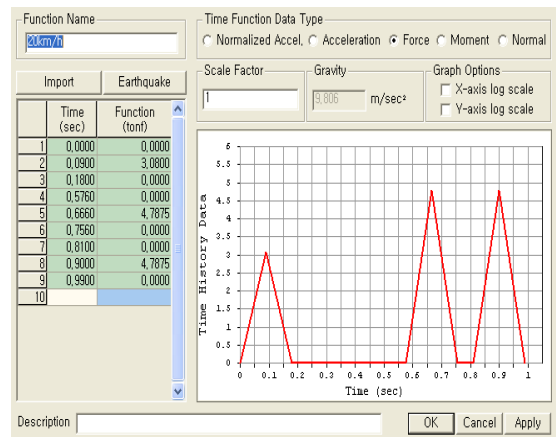 Function Name
20km/h
Import
Earthquake
Time (sec) Function (tonf)
1 0,0000 0,0000
2 0,0900 3,0800
3 0,1800 0,0000
4 0,5760 0,0000
5 0,6660 4,7875
6 0,7560 0,0000
7 0,8100 0,0000
8 0,9000 4,7875
9 0,9900 0,0000
10
Time Function Data Type
Normalized Accel, Acceleration Force Moment Normal
Scale Factor
1
Gravity
9,806 m/sec²
Graph Options
X-axis log scale
Y-axis log scale
Time History Data
6
5.5
5
4.5
4
3.5
3
2.5
2
1.5
1
0.5
0
0 0.1 0.2 0.3 0.4 0.5 0.6 0.7 0.8 0.9 1
Time (sec)
Description
OK Cancel Apply